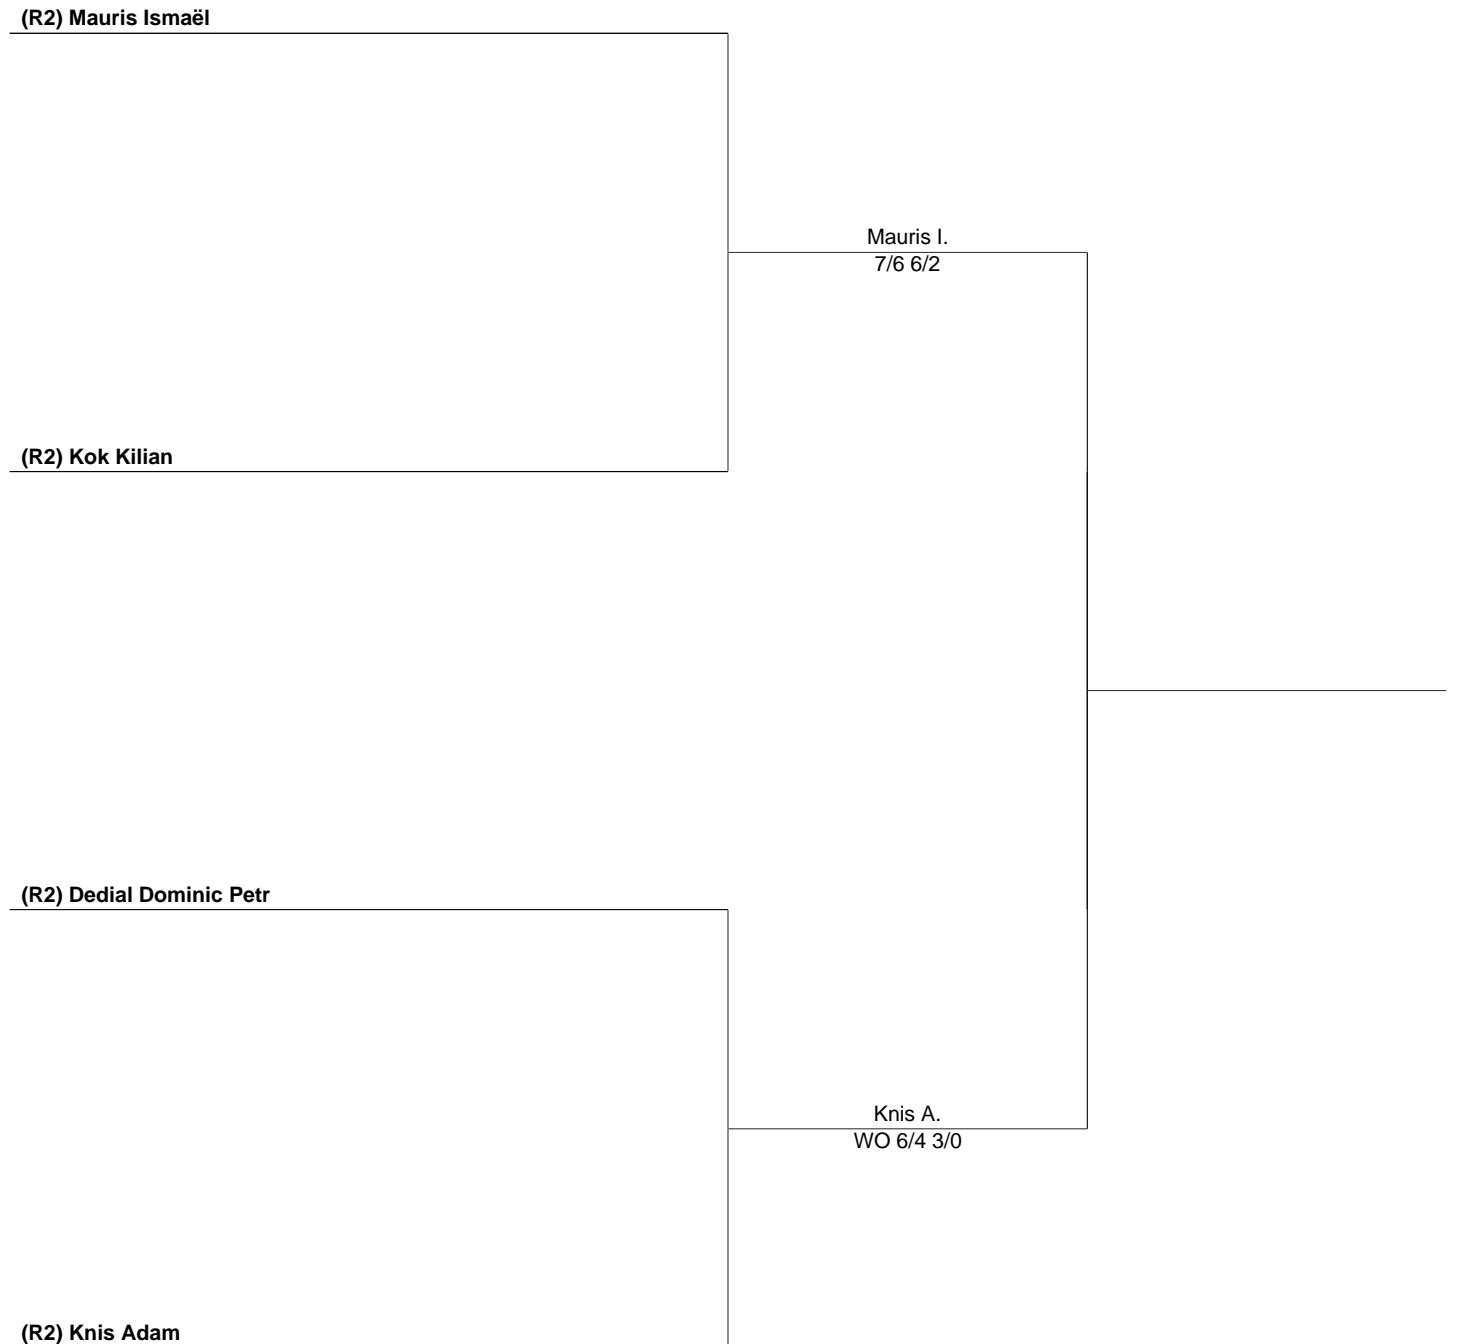 (R2) Mauris Ismaël
Mauris I.
7/6 6/2
(R2) Kok Kilian
(R2) Dedial Dominic Petr
Knis A.
WO 6/4 3/0
(R2) Knis Adam